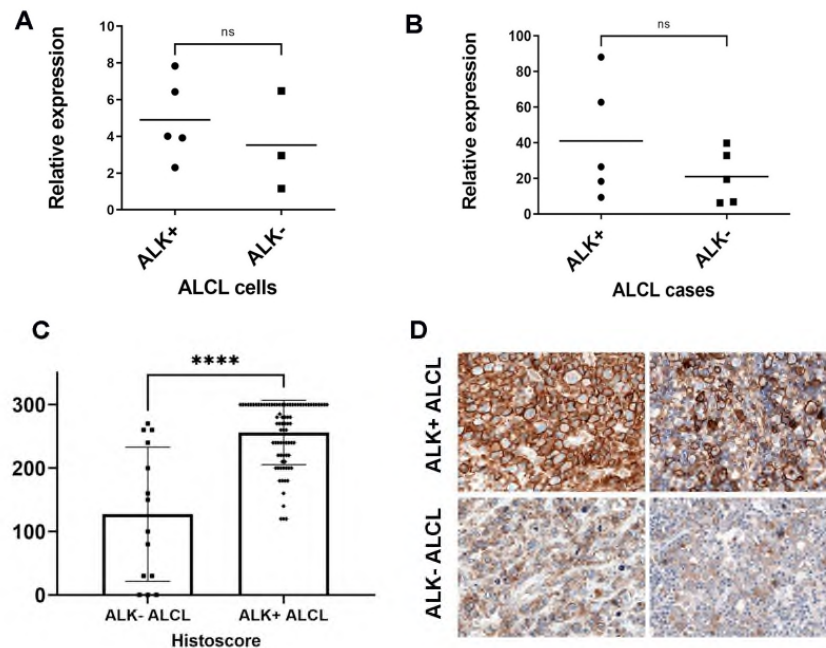 A
ns
Relative expression
8
6
4
2
0
ALK+
ALK-
ALCL cells
B
ns
Relative expression
100
80
60
40
20
0
ALK+
ALK-
ALCL cases
C
****
300
200
100
0
ALK- ALCL
ALK+ ALCL
Histoscore
D
ALK+ ALCL
ALK- ALCL